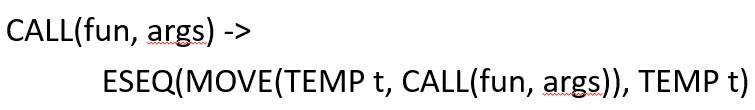 CALL(fun, args) ->
ESEQ(MOVE(TEMP t, CALL(fun, args)), TEMP t)